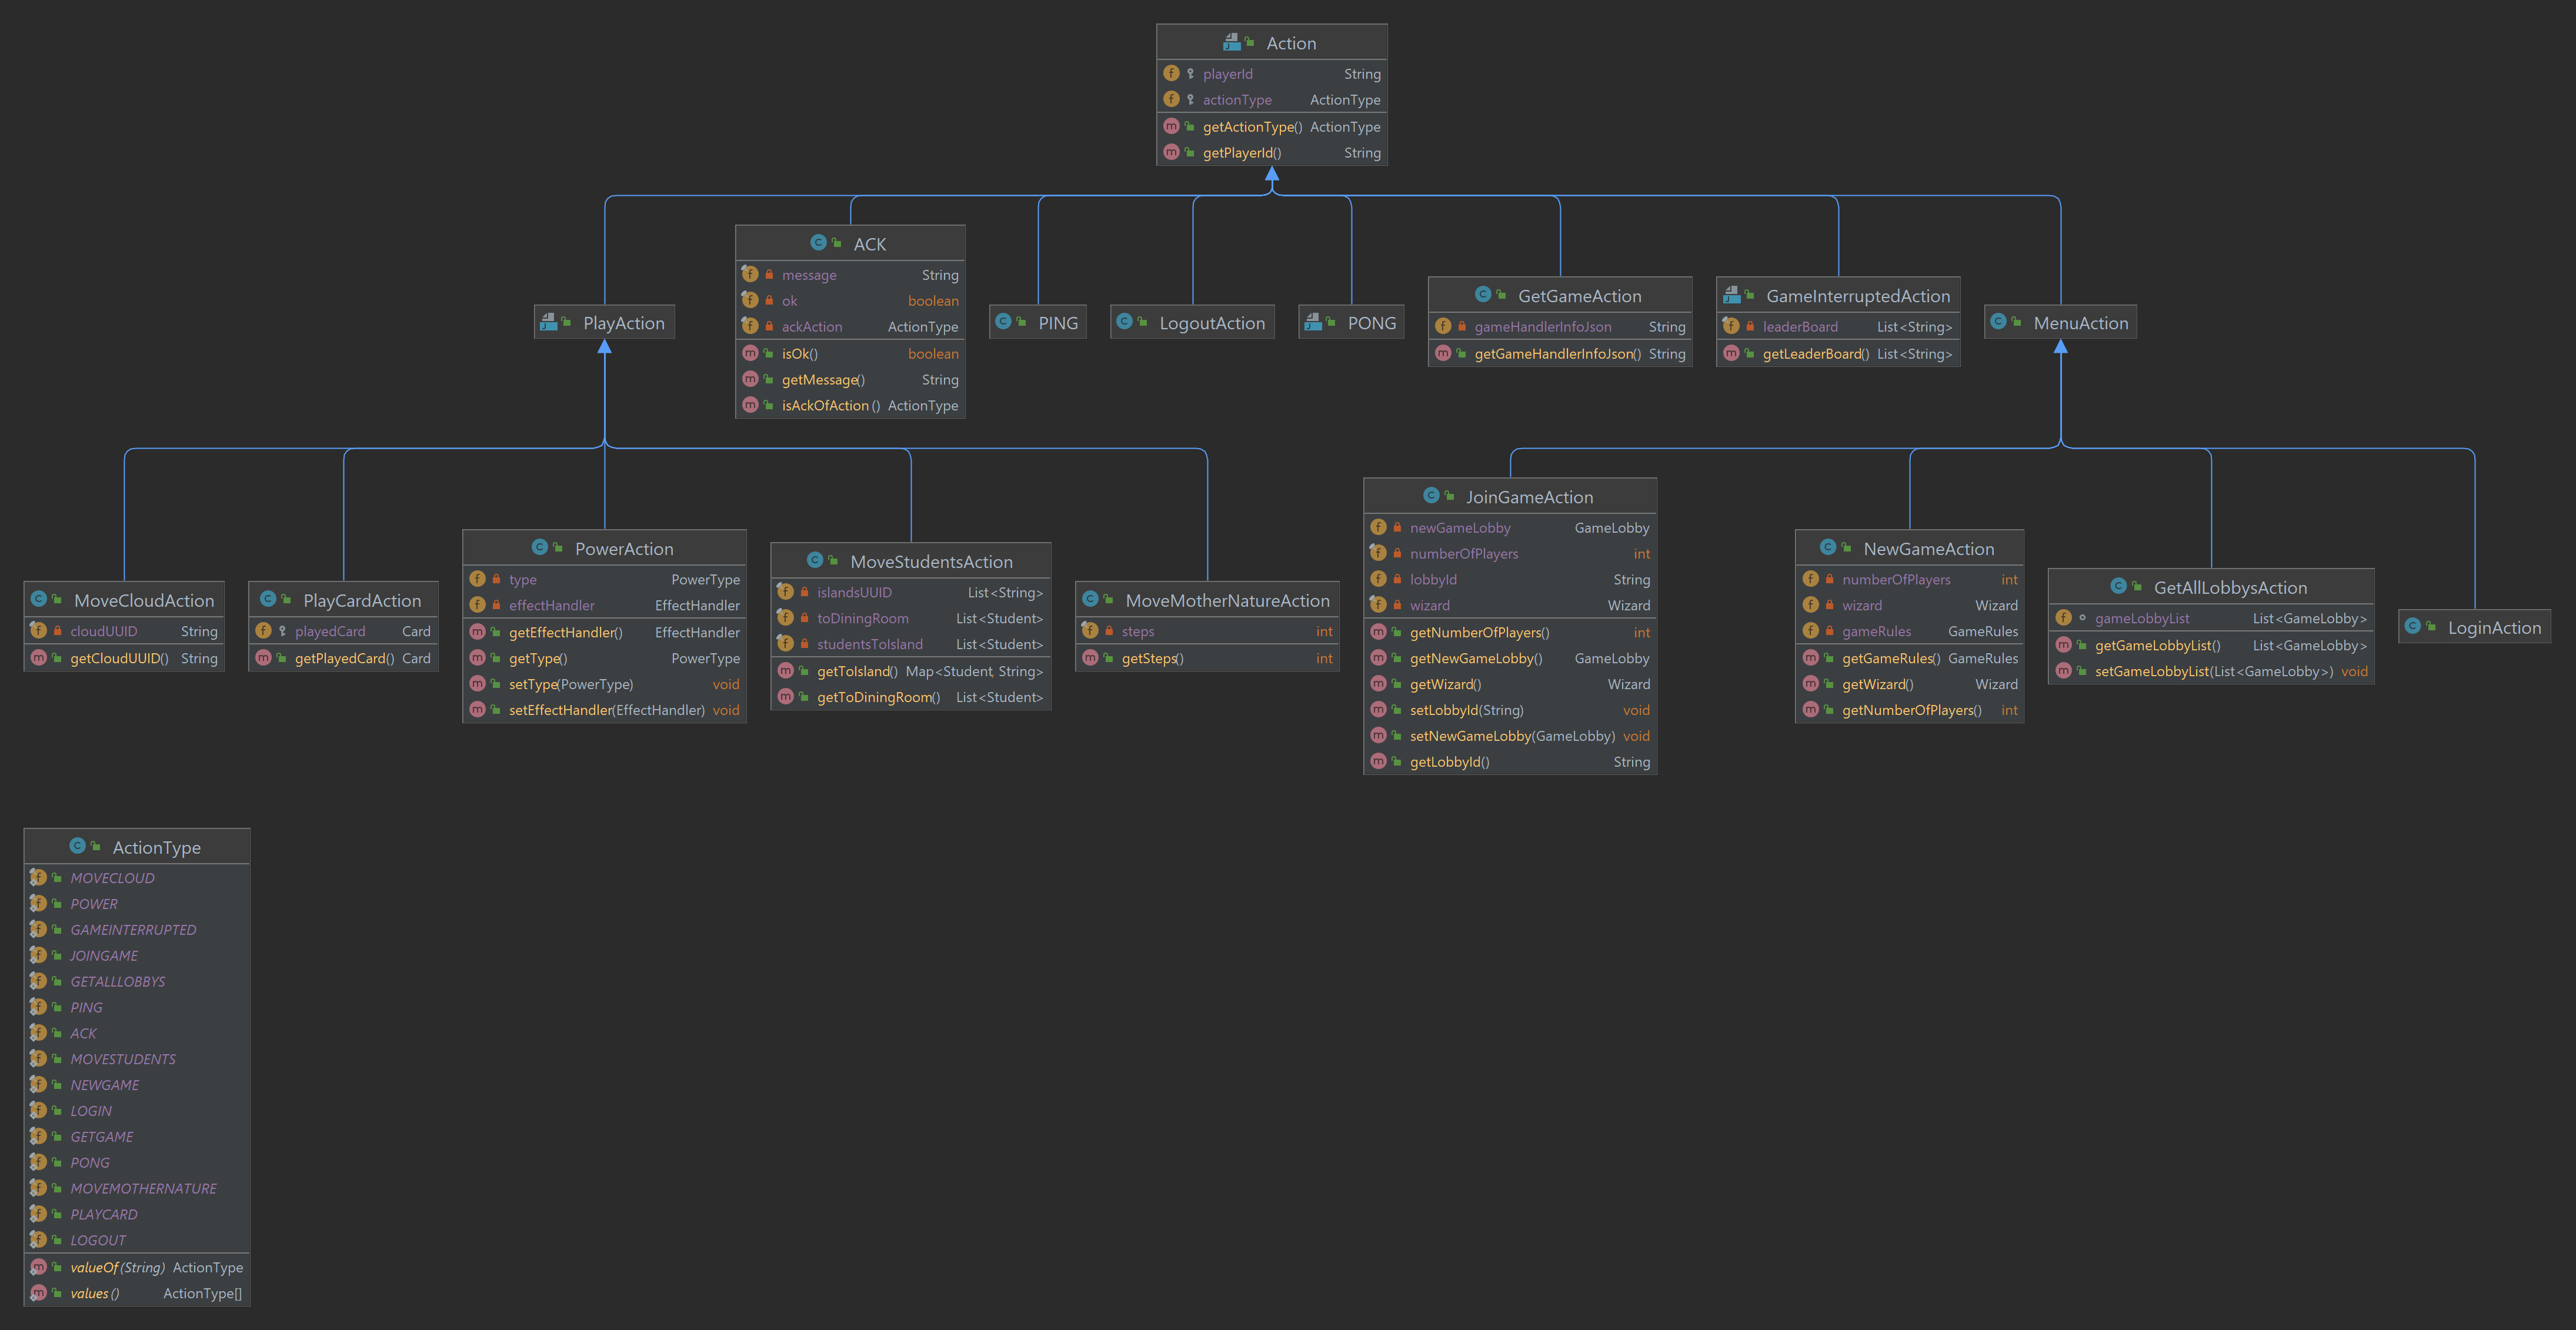 Action
playerId String
actionType ActionType
getActionType() ActionType
getPlayerId() String
ACK
message String
ok boolean
ackAction ActionType
isOk() boolean
getMessage() String
isAckOfAction () ActionType
PlayAction
PING
LogoutAction
PONG
GetGameAction
gameHandlerInfoJson String
getGameHandlerInfoJson() String
GameInterruptedAction
leaderBoard List<String>
getLeaderBoard() List<String>
MenuAction
MoveCloudAction
cloudUUID String
getCloudUUID() String
PlayCardAction
playedCard Card
getPlayedCard() Card
PowerAction
type PowerType
effectHandler EffectHandler
getEffectHandler() EffectHandler
getType() PowerType
setType(PowerType) void
setEffectHandler(EffectHandler) void
MoveStudentsAction
islandsUUID List<String>
toDiningRoom List<Student>
studentsToIsland List<Student>
getToIsland() Map<Student, String>
getToDiningRoom() List<Student>
MoveMotherNatureAction
steps int
getSteps() int
JoinGameAction
newGameLobby GameLobby
numberOfPlayers int
lobbyId String
wizard Wizard
getNumberOfPlayers() int
getNewGameLobby() GameLobby
getWizard() Wizard
setLobbyId(String) void
setNewGameLobby(GameLobby) void
getLobbyId() String
NewGameAction
numberOfPlayers int
wizard Wizard
gameRules GameRules
getGameRules() GameRules
getWizard() Wizard
getNumberOfPlayers() int
GetAllLobbysAction
gameLobbyList List<GameLobby>
getGameLobbyList() List<GameLobby>
setGameLobbyList(List<GameLobby>) void
LoginAction
ActionType
MOVECLOUD
POWER
GAMEINTERRUPTED
JOINGAME
GETALLLOBBYS
PING
ACK
MOVESTUDENTS
NEWGAME
LOGIN
GETGAME
PONG
MOVEMOTHERNATURE
PLAYCARD
LOGOUT
valueOf(String) ActionType
values () ActionType[]